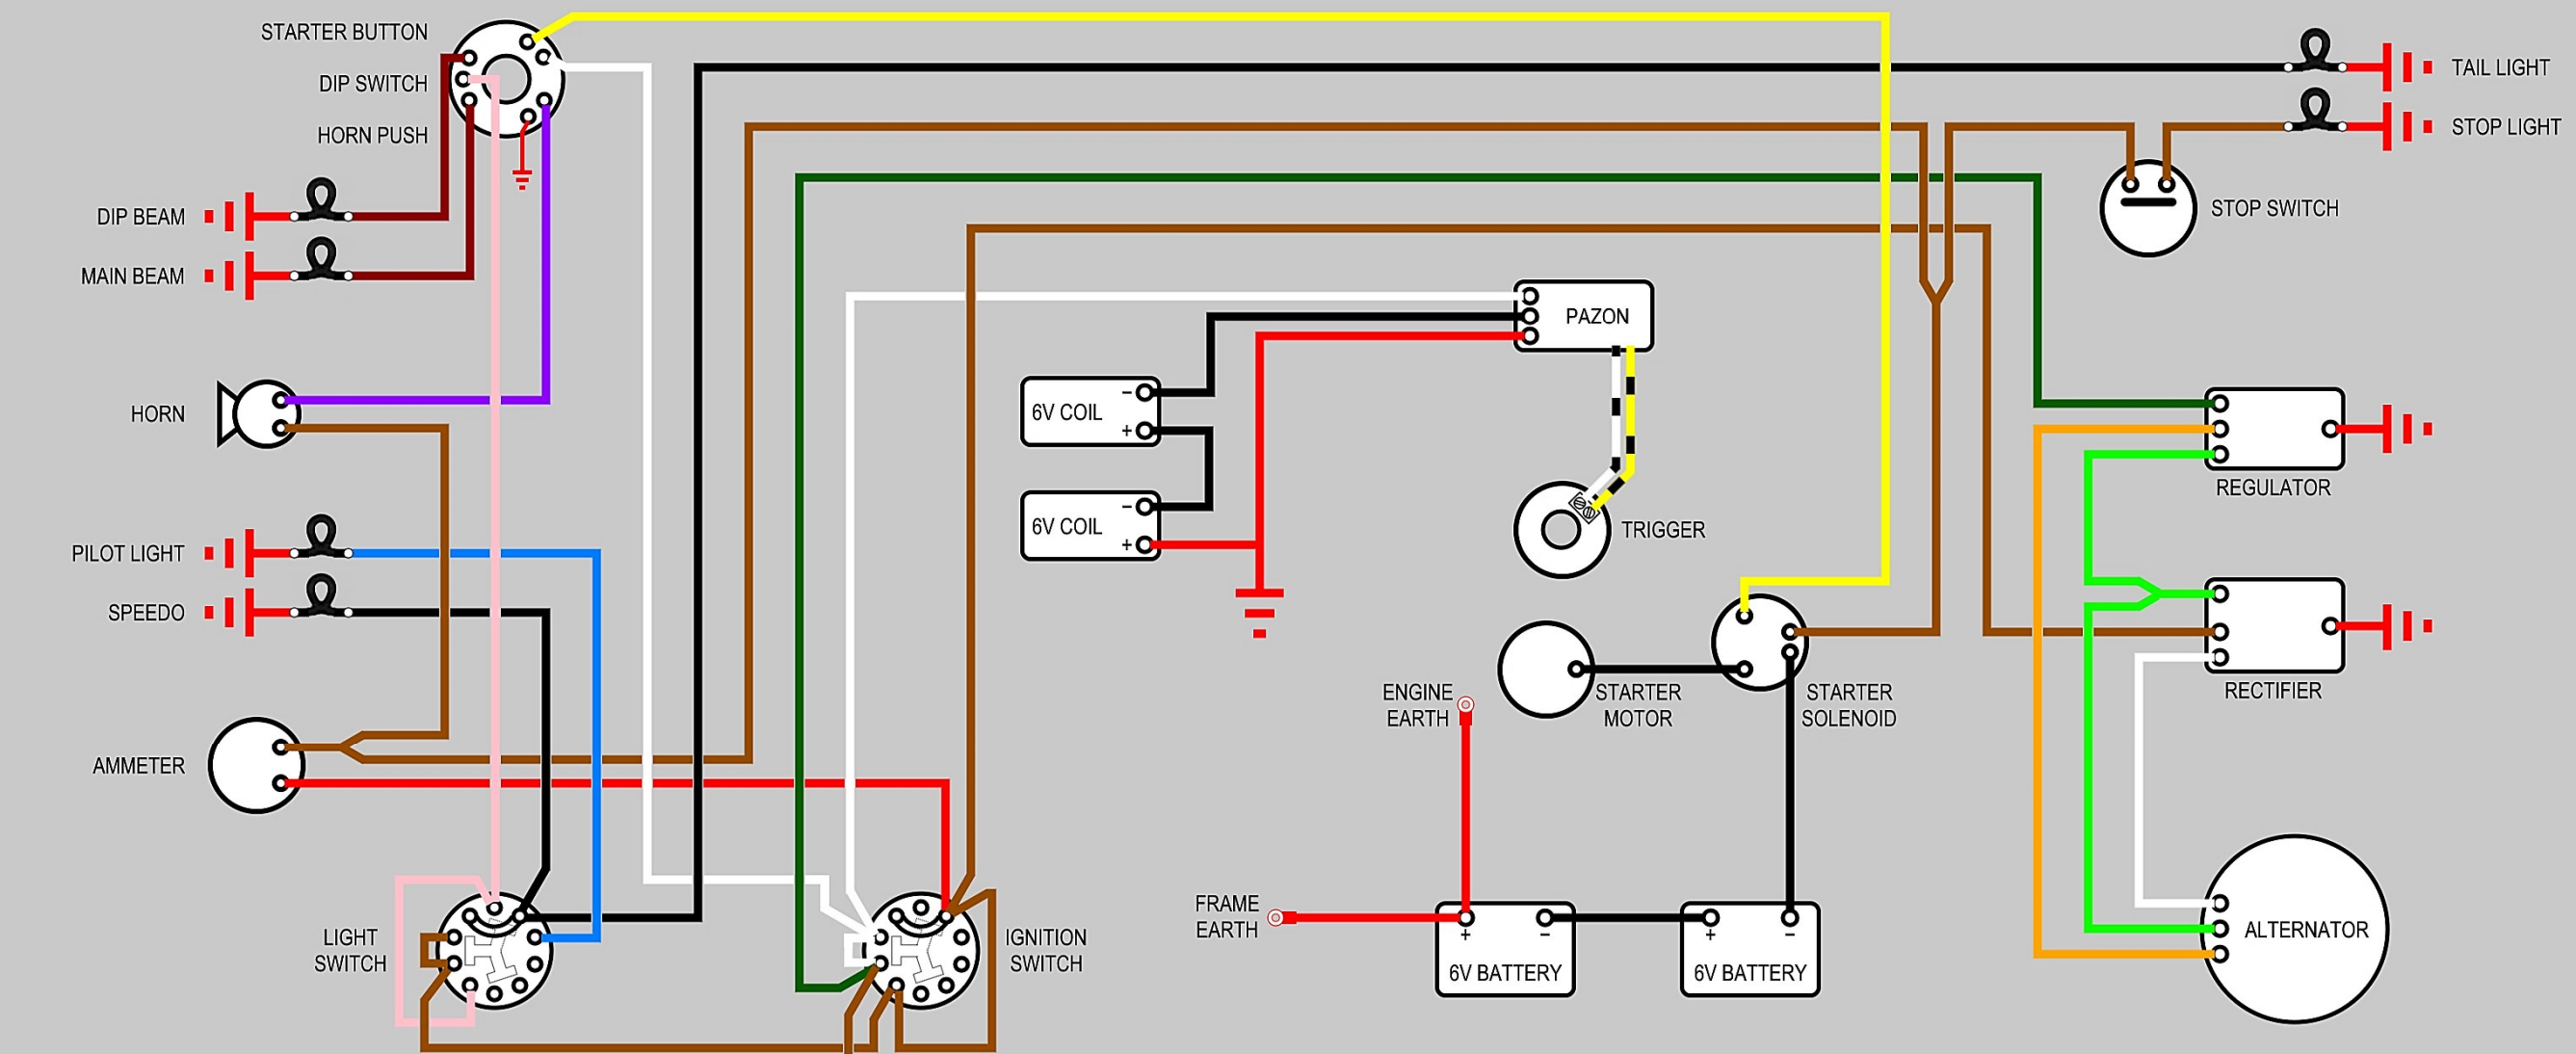 STARTER BUTTON
DIP SWITCH
HORN PUSH
DIP BEAM
MAIN BEAM
HORN
PILOT LIGHT
SPEEDO
AMMETER
LIGHT
SWITCH
IGNITION
SWITCH
6V COIL
−
+
6V COIL
−
+
PAZON
TRIGGER
STARTER
MOTOR
STARTER
SOLENOID
ENGINE
EARTH
FRAME
EARTH
+
−
6V BATTERY
+
−
6V BATTERY
TAIL LIGHT
STOP LIGHT
STOP SWITCH
REGULATOR
RECTIFIER
ALTERNATOR